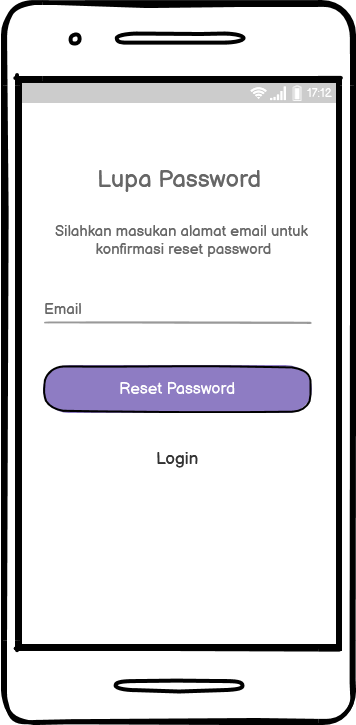 17:12
Lupa Password
Silahkan masukan alamat email untuk
konfirmasi reset password
Email
Reset Password
Login